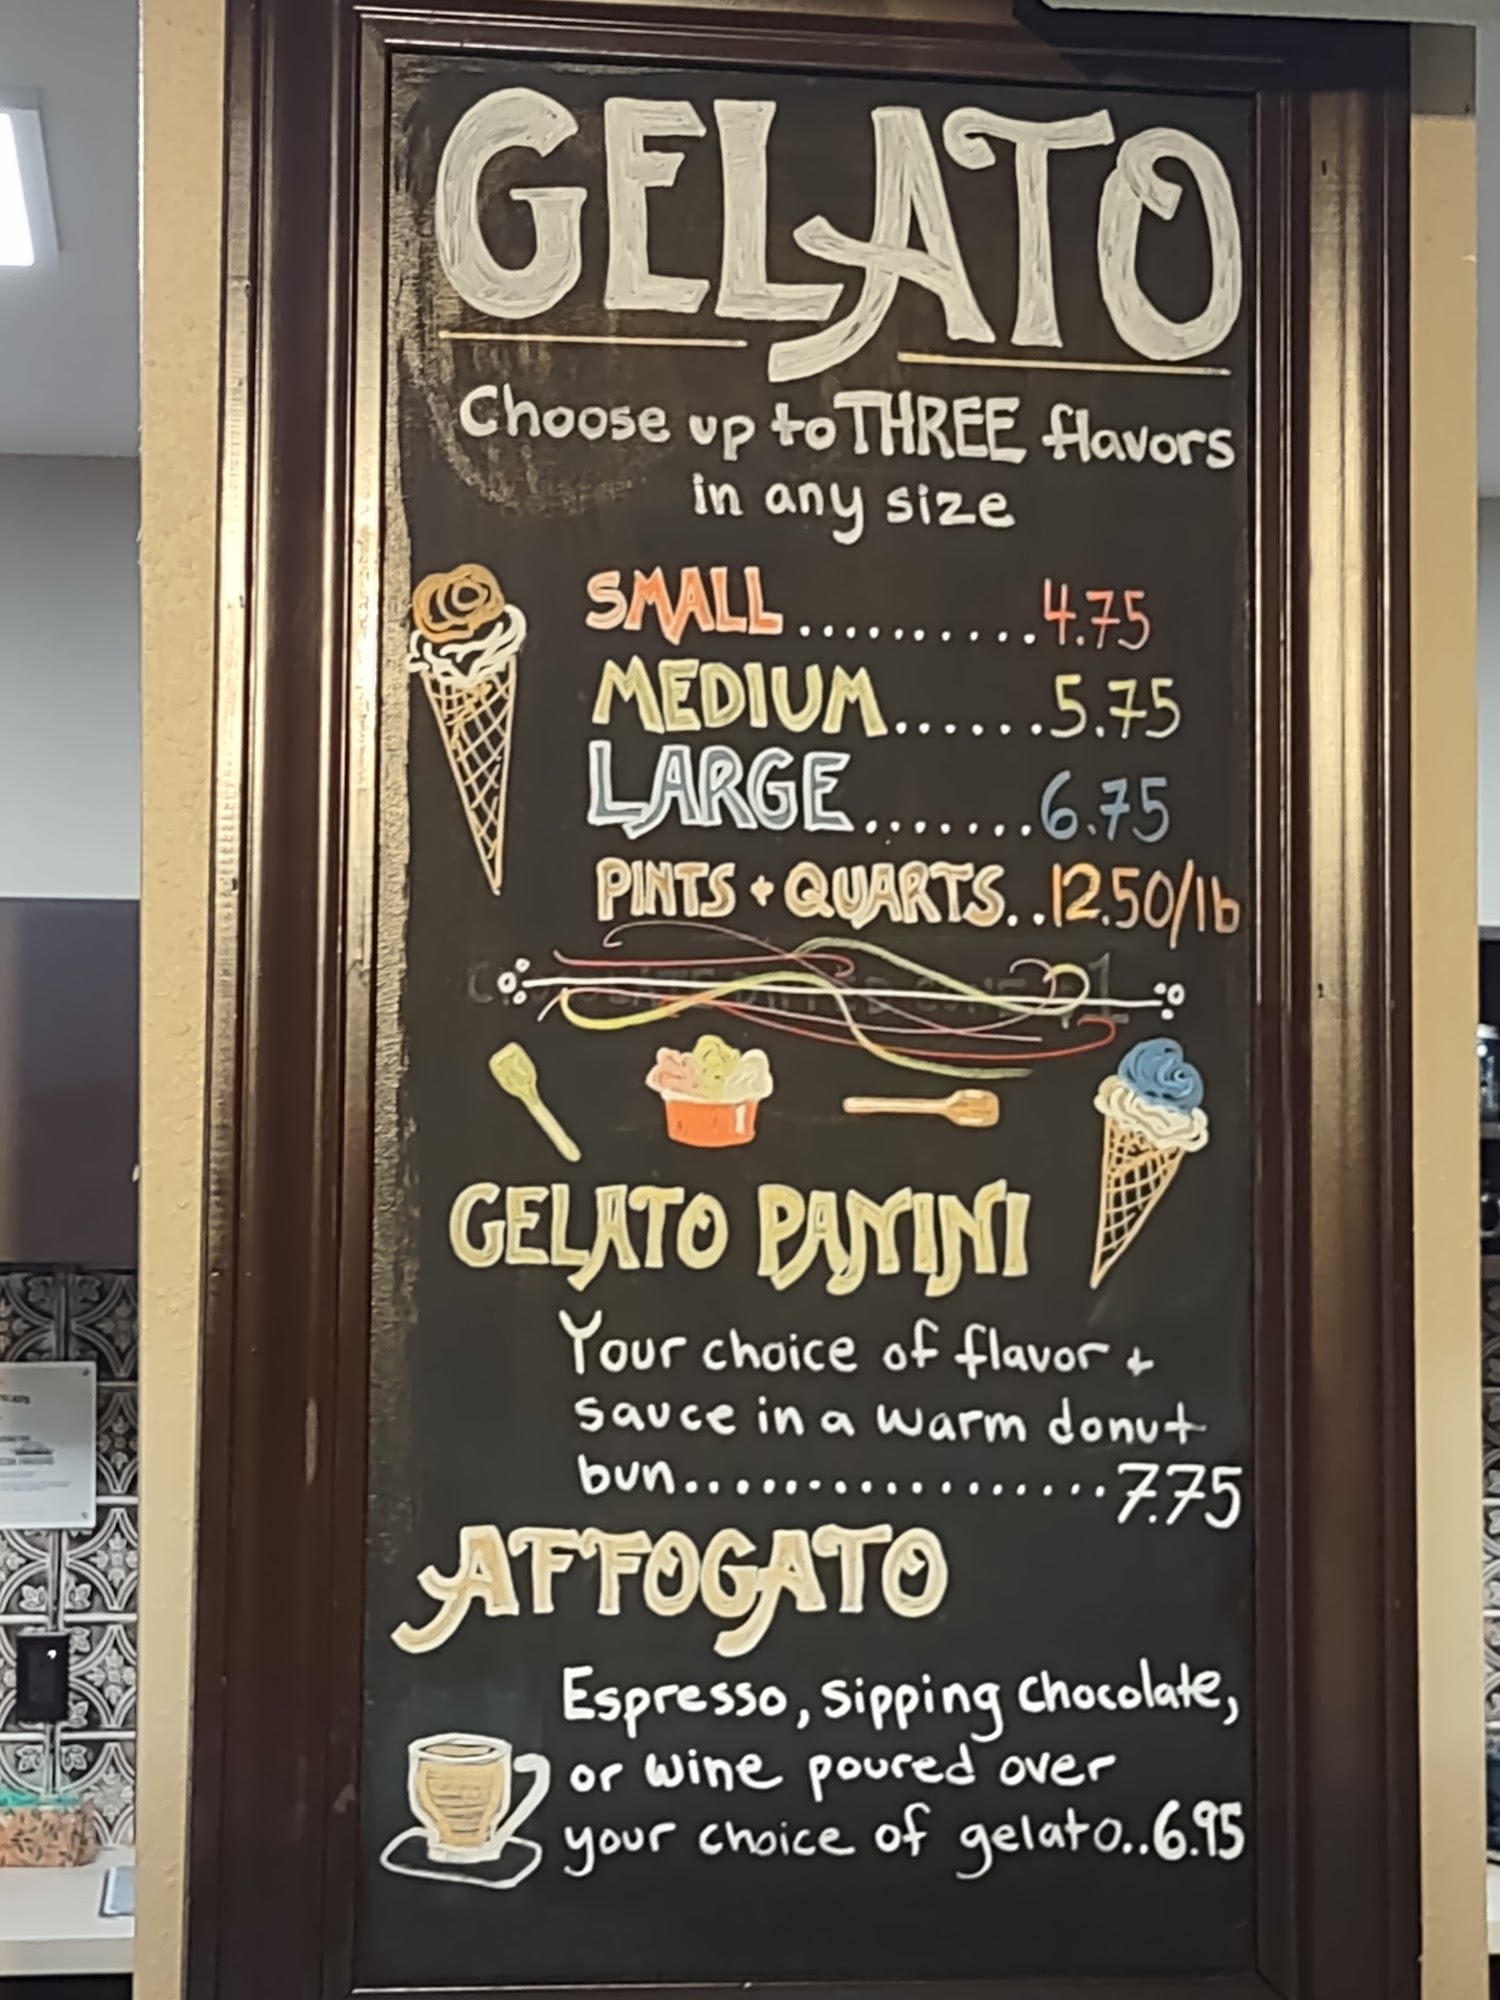 GELATO
Choose up to THREE flavors
in any size
SMALL..........4.75
MEDIUM.......5.75
LARGE.......6.75
PINTS + QUARTS..12.50/lb
GELATO PANINI
Your choice of flavor +
sauce in a warm donut
bun..................7.75
AFFOGATO
Espresso, sipping chocolate,
or wine poured over
your choice of gelato..6.95